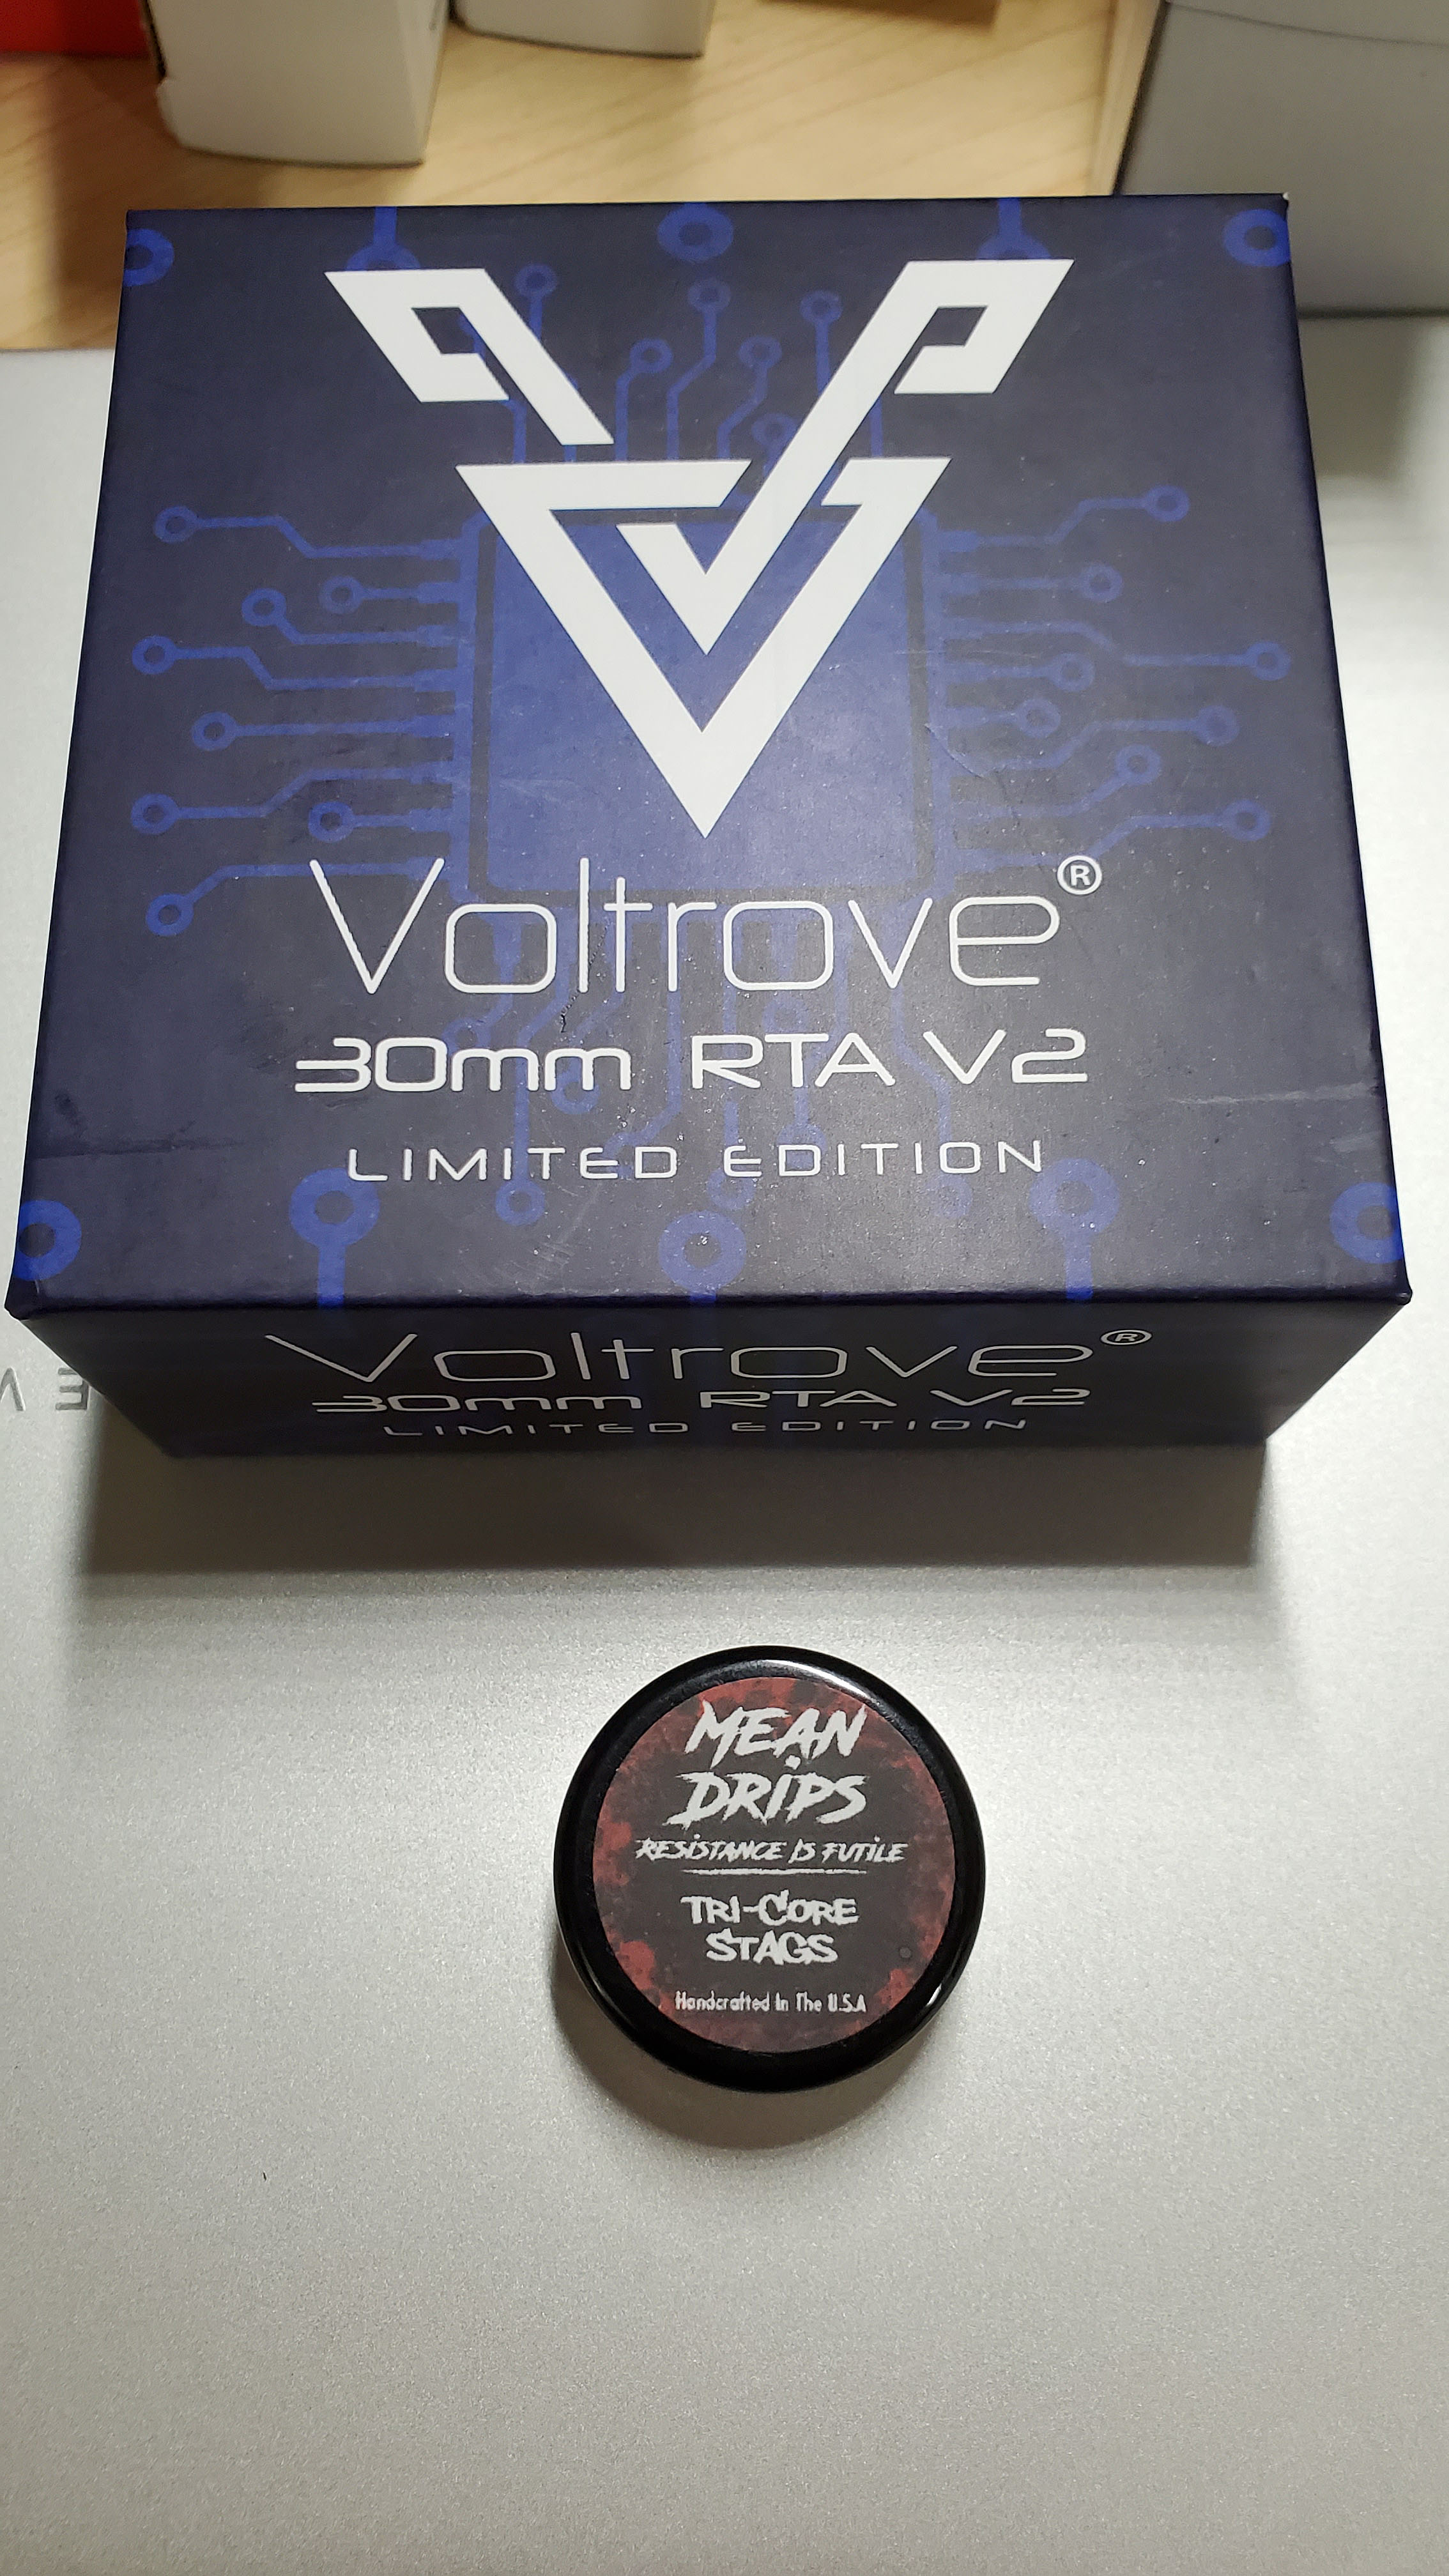 Voltrove®
30mm RTA V2
LIMITED EDITION
Voltrove®
30mm RTA V2
LIMITED EDITION
MEAN
DRIPS
RESISTANCE IS FUTILE
TRI-CORE
STAGS
Handcrafted In The U.S.A